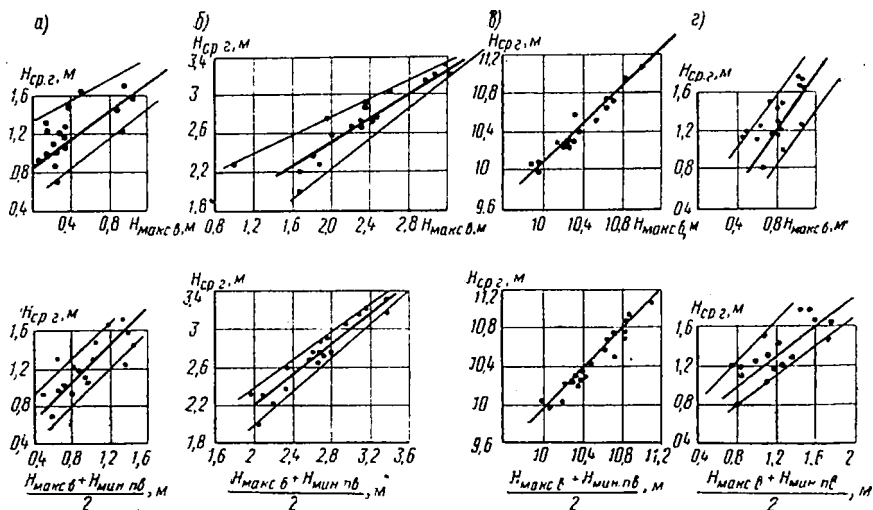 а)
б)
в)
г)
Hср.г, м
1,6
1,2
0,8
0,4
0,4
0,8
Hмакс в, м
Hср г, м
3,4
3
2,6
2,2
1,8
1,6
2,0
2,4
2,8
Hмакс в, м
Hср г, м
11,2
10,8
10,4
10
9.6
10
10,4
10,8
Hмакс в, м
Hср.г, м
1,6
1,2
0,8
0,4
0,4
0,8
Hмакс в, м
Hср г, м
1,6
1,2
0,8
0,4
0,4
0,8
1,2
1,6
Hмакс в + Hмин пв
2
, м
Hср г, м
3,4
3
2,6
2,2
1,8
1,6
2
2,4
2,8
3,2
3,6
Hмакс в + Hмин пв
2
, м
Hср г, м
11,2
10,8
10,4
10
9,6
10
10,4
10,8
11,2
Hмакс в + Hмин. пв
2
, м
Hср г, м
1,6
1,2
0,8
0,4
0,4
0,8
1,2
1,6
2
Hмакс в + Hмин пв
2
, м